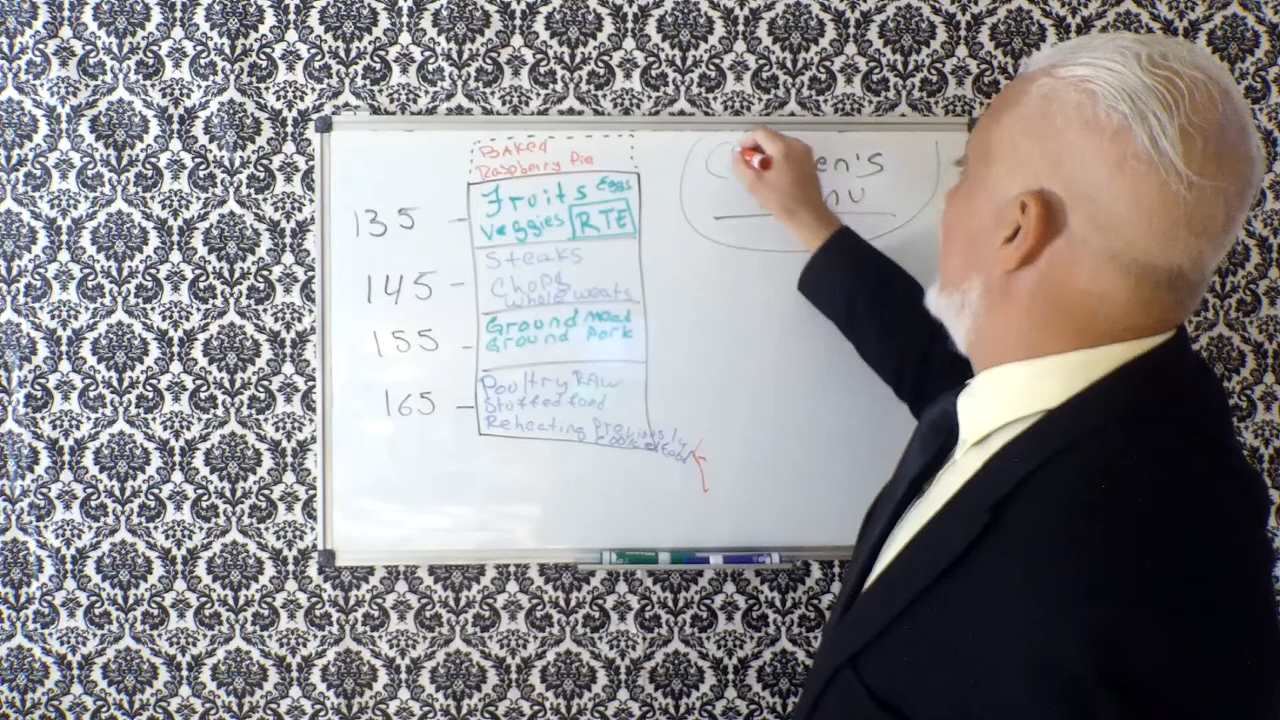 BAKed
Raspberry Pie
135
Fruits Eggs
Veggies RTE
145
Steaks
Chops
whole meats
155
Ground meat
Ground Pork
165
Poultry RAW
Stuffed food
Reheating Previously
cooked food
en's
nu